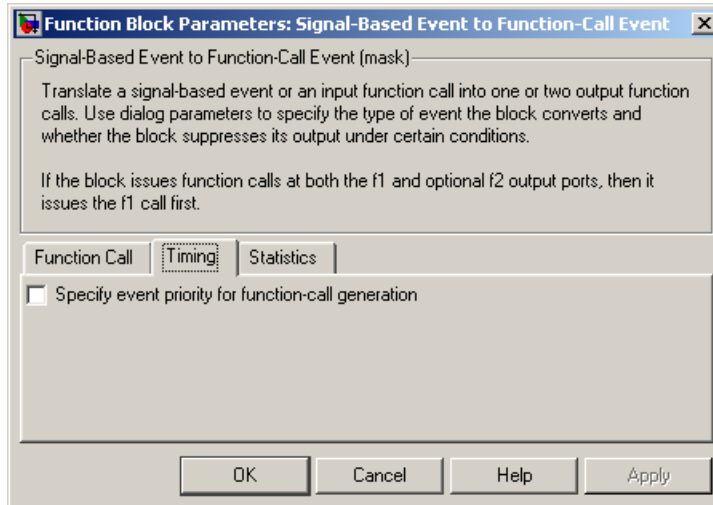 Function Block Parameters: Signal-Based Event to Function-Call Event
Signal-Based Event to Function-Call Event (mask)
Translate a signal-based event or an input function call into one or two output function
calls. Use dialog parameters to specify the type of event the block converts and
whether the block suppresses its output under certain conditions.
If the block issues function calls at both the f1 and optional f2 output ports, then it
issues the f1 call first.
Function Call
Timing
Statistics
Specify event priority for function-call generation
OK
Cancel
Help
Apply